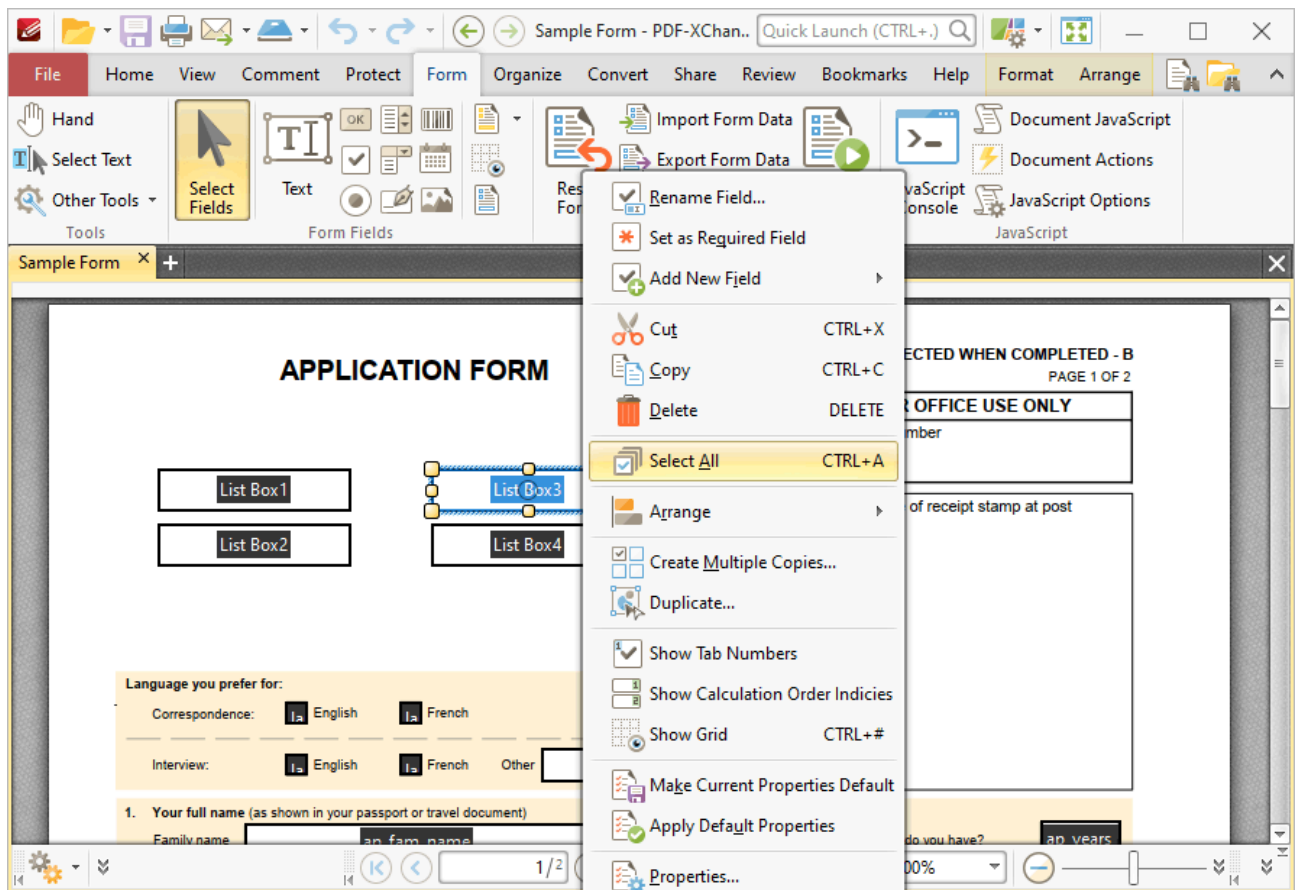 Sample Form - PDF-XChan..
Quick Launch (CTRL+.)
File Home View Comment Protect Form Organize Convert Share Review Bookmarks Help Format Arrange
Hand
Select Text
Other Tools
Tools
Select Fields
Text
OK
Form Fields
Import Form Data
Export Form Data
Document JavaScript
Document Actions
JavaScript Options
JavaScript
Sample Form
Rename Field...
Set as Required Field
Add New Field
Cut CTRL+X
Copy CTRL+C
Delete DELETE
Select All CTRL+A
Arrange
Create Multiple Copies...
Duplicate...
Show Tab Numbers
Show Calculation Order Indicies
Show Grid CTRL+#
Make Current Properties Default
Apply Default Properties
Properties...
APPLICATION FORM
WHEN COMPLETED - B
PAGE 1 OF 2
OFFICE USE ONLY
of receipt stamp at post
List Box1
List Box3
List Box2
List Box4
Language you prefer for:
Correspondence: English French
Interview: English French Other
1. Your full name (as shown in your passport or travel document)
Family name
do you have?
1/2